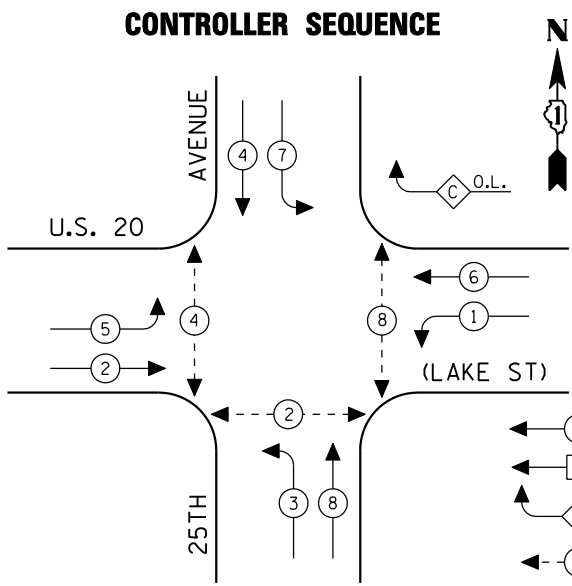 CONTROLLER SEQUENCE
N
1
AVENUE
4
7
C
O.L.
U.S. 20
6
5
4
8
1
2
(LAKE ST)
2
25TH
3
8